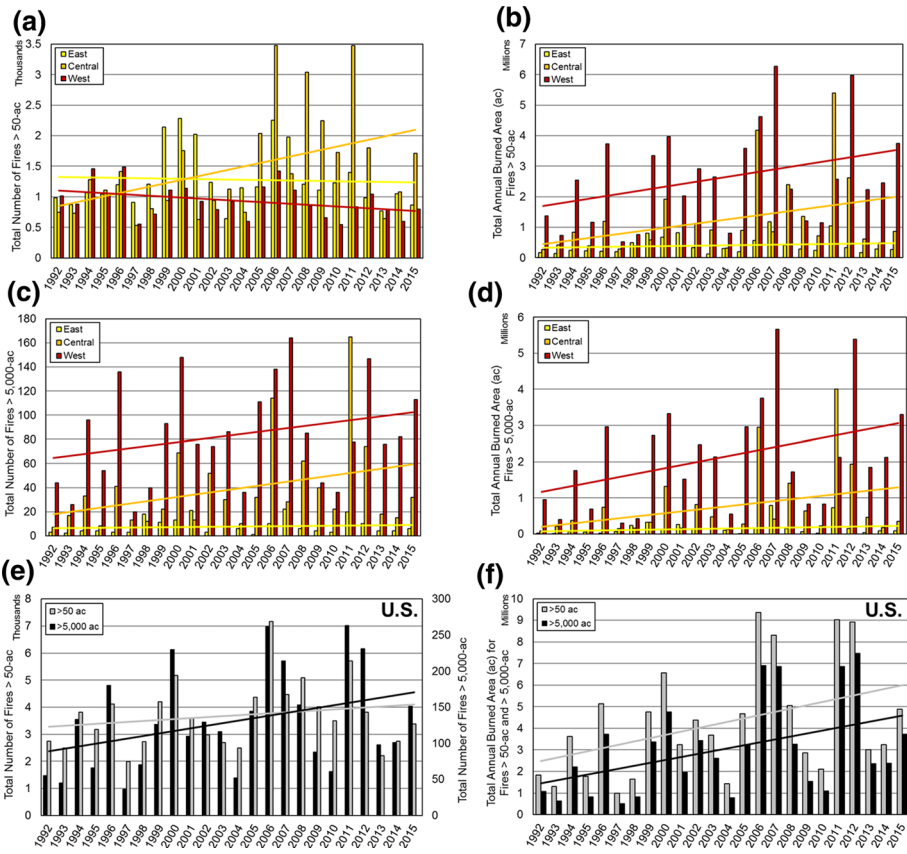 (a)
Thousands
Total Number of Fires > 50-ac
3.5
3
2.5
2
1.5
1
0.5
0
East
Central
West
1992 1993 1994 1995 1996 1997 1998 1999 2000 2001 2002 2003 2004 2005 2006 2007 2008 2009 2010 2011 2012 2013 2014 2015
(b)
Millions
Total Annual Burned Area (ac)
Fires > 50-ac
7
6
5
4
3
2
1
0
East
Central
West
1992 1993 1994 1995 1996 1997 1998 1999 2000 2001 2002 2003 2004 2005 2006 2007 2008 2009 2010 2011 2012 2013 2014 2015
(c)
Total Number of Fires > 5,000-ac
180
160
140
120
100
80
60
40
20
0
East
Central
West
1992 1993 1994 1995 1996 1997 1998 1999 2000 2001 2002 2003 2004 2005 2006 2007 2008 2009 2010 2011 2012 2013 2014 2015
(d)
Millions
Total Annual Burned Area (ac)
Fires > 5,000-ac
6
5
4
3
2
1
0
East
Central
West
1992 1993 1994 1995 1996 1997 1998 1999 2000 2001 2002 2003 2004 2005 2006 2007 2008 2009 2010 2011 2012 2013 2014 2015
(e)
Thousands
Total Number of Fires > 50-ac
8
7
6
5
4
3
2
1
0
>50 ac
>5,000 ac
U.S.
300
250
200
150
100
50
0
Total Number of Fires > 5,000-ac
1992 1993 1994 1995 1996 1997 1998 1999 2000 2001 2002 2003 2004 2005 2006 2007 2008 2009 2010 2011 2012 2013 2014 2015
(f)
Millions
Total Annual Burned Area (ac) for
Fires > 50-ac and > 5,000-ac
10
9
8
7
6
5
4
3
2
1
0
>50 ac
>5,000 ac
U.S.
1992 1993 1994 1995 1996 1997 1998 1999 2000 2001 2002 2003 2004 2005 2006 2007 2008 2009 2010 2011 2012 2013 2014 2015